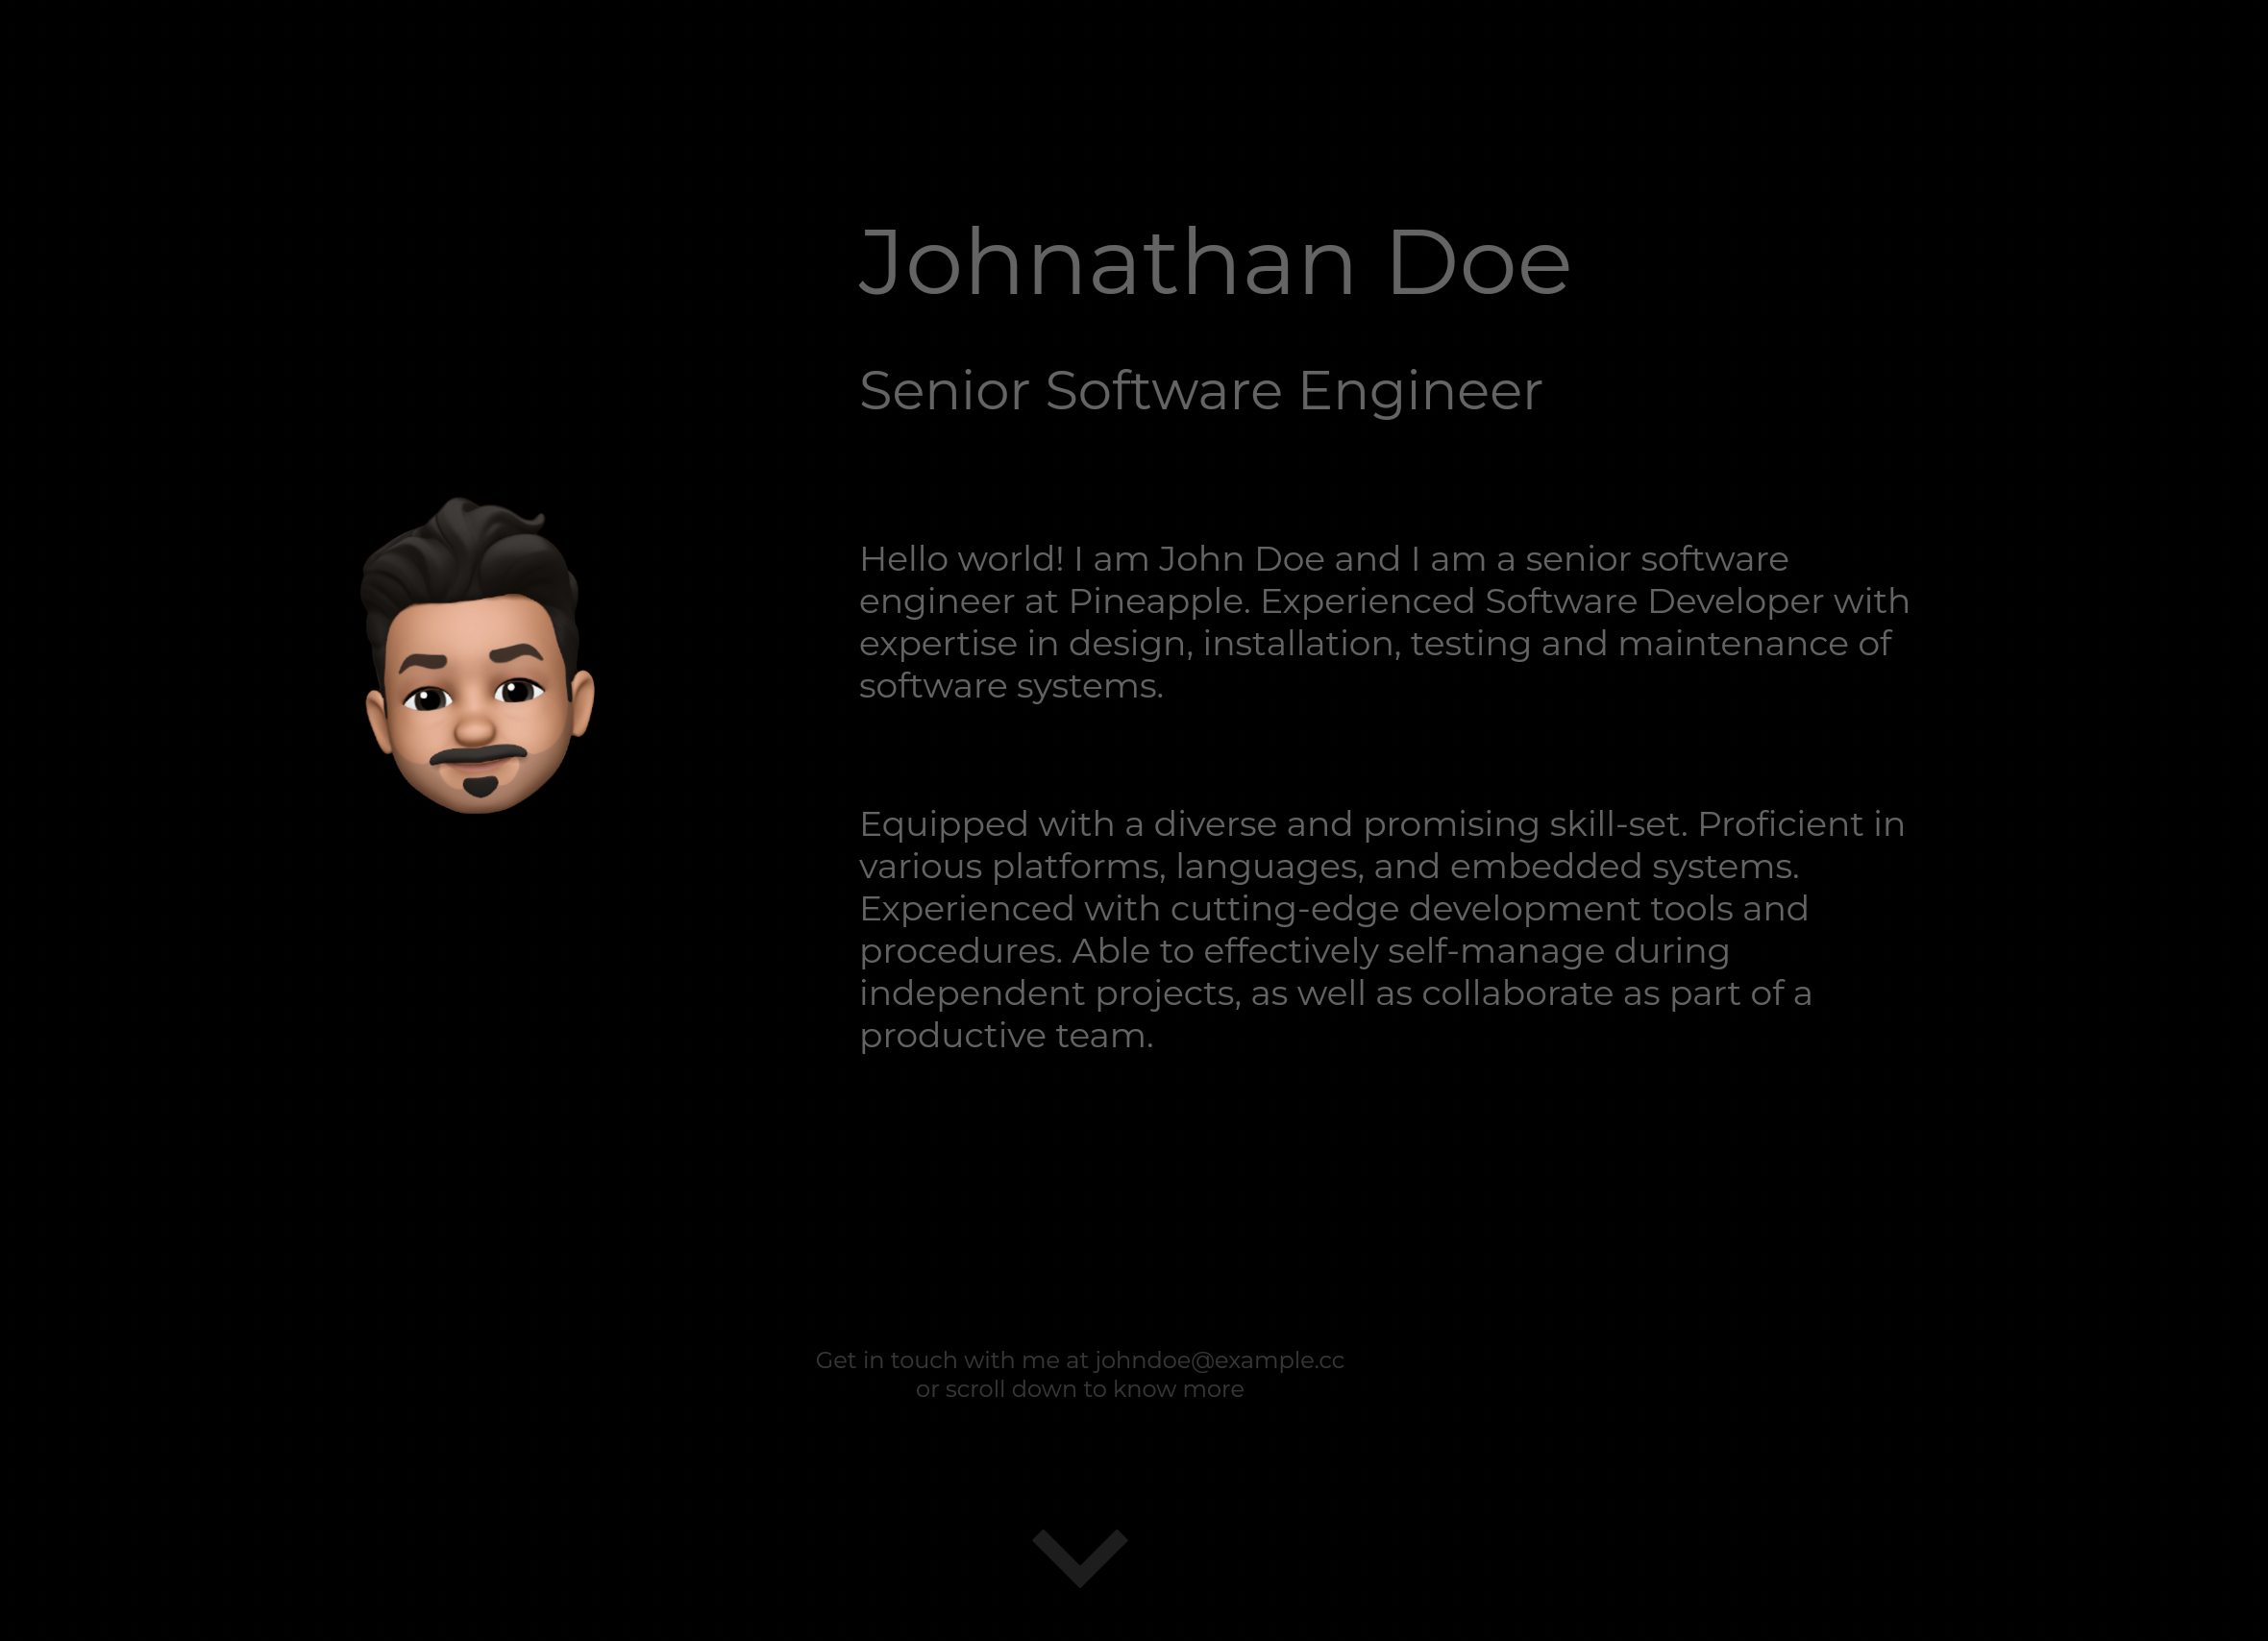 Johnathan Doe
Senior Software Engineer
Hello world! I am John Doe and I am a senior software
engineer at Pineapple. Experienced Software Developer with
expertise in design, installation, testing and maintenance of
software systems.
Equipped with a diverse and promising skill-set. Proficient in
various platforms, languages, and embedded systems.
Experienced with cutting-edge development tools and
procedures. Able to effectively self-manage during
independent projects, as well as collaborate as part of a
productive team.
Get in touch with me at johndoe@example.cc
or scroll down to know more